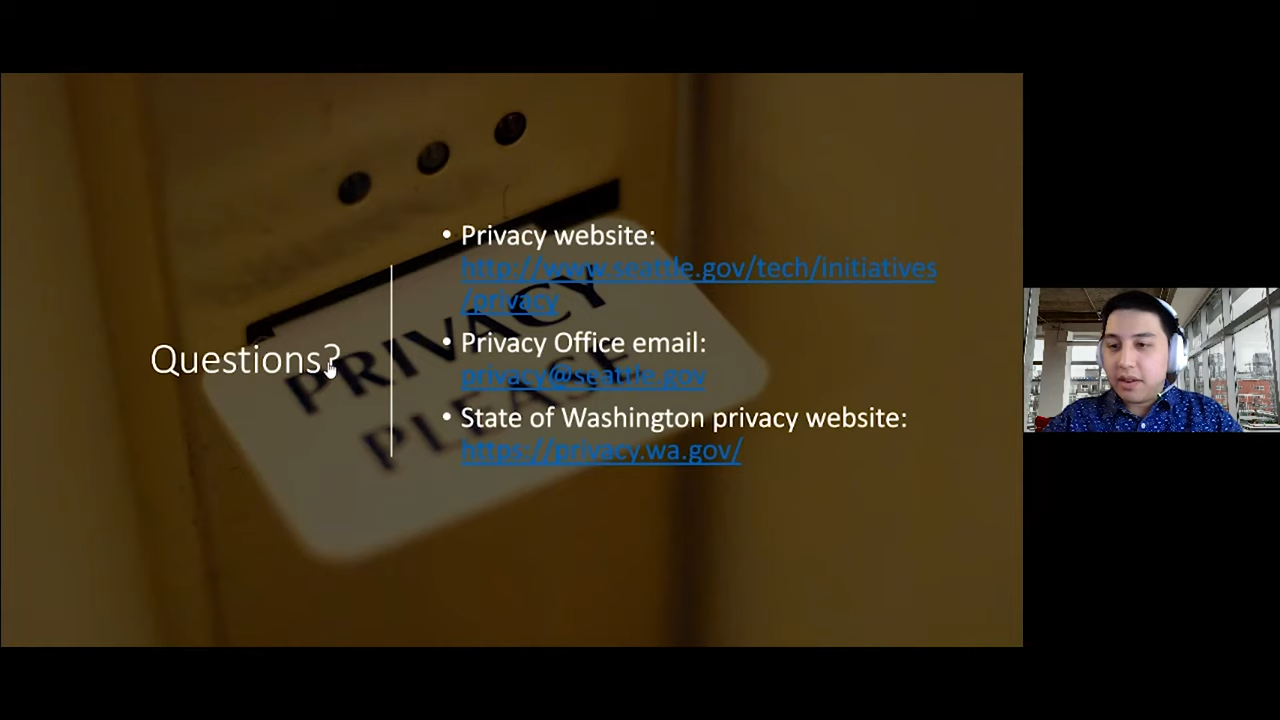 Questions?
• Privacy website:
http://www.seattle.gov/tech/initiatives
/privacy
• Privacy Office email:
privacy@seattle.gov
• State of Washington privacy website:
https://privacy.wa.gov/
PRIVACY
PLEASE